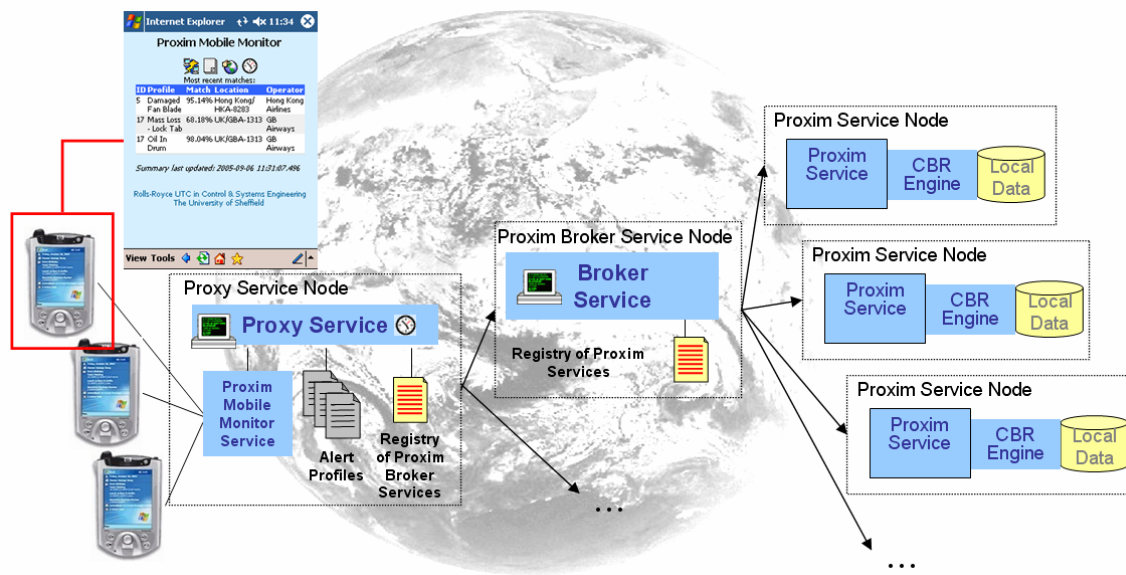 Internet Explorer 11:34
Proxim Mobile Monitor
Most recent matches:
ID Profile Match Location Operator
5 Damaged 95.14% Hong Kong/ Hong Kong
Fan Blade HKA-8283 Airlines
17 Mass Loss 68.18% UK/GBA-1313 GB
- Lock Tab Airways
17 Oil In 98.04% UK/GBA-1313 GB
Drum Airways
Summary last updated: 2005-09-06 11:31:07.496
Rolls-Royce UTC in Control & Systems Engineering
The University of Sheffield
View Tools
Proxy Service Node
Proxy Service
Proxim
Mobile
Monitor
Service
Alert
Profiles
Registry
of Proxim
Broker
Services
Proxim Broker Service Node
Broker
Service
Registry of Proxim
Services
...
Proxim Service Node
Proxim
Service
CBR
Engine
Local
Data
Proxim Service Node
Proxim
Service
CBR
Engine
Local
Data
Proxim Service Node
Proxim
Service
CBR
Engine
Local
Data
...